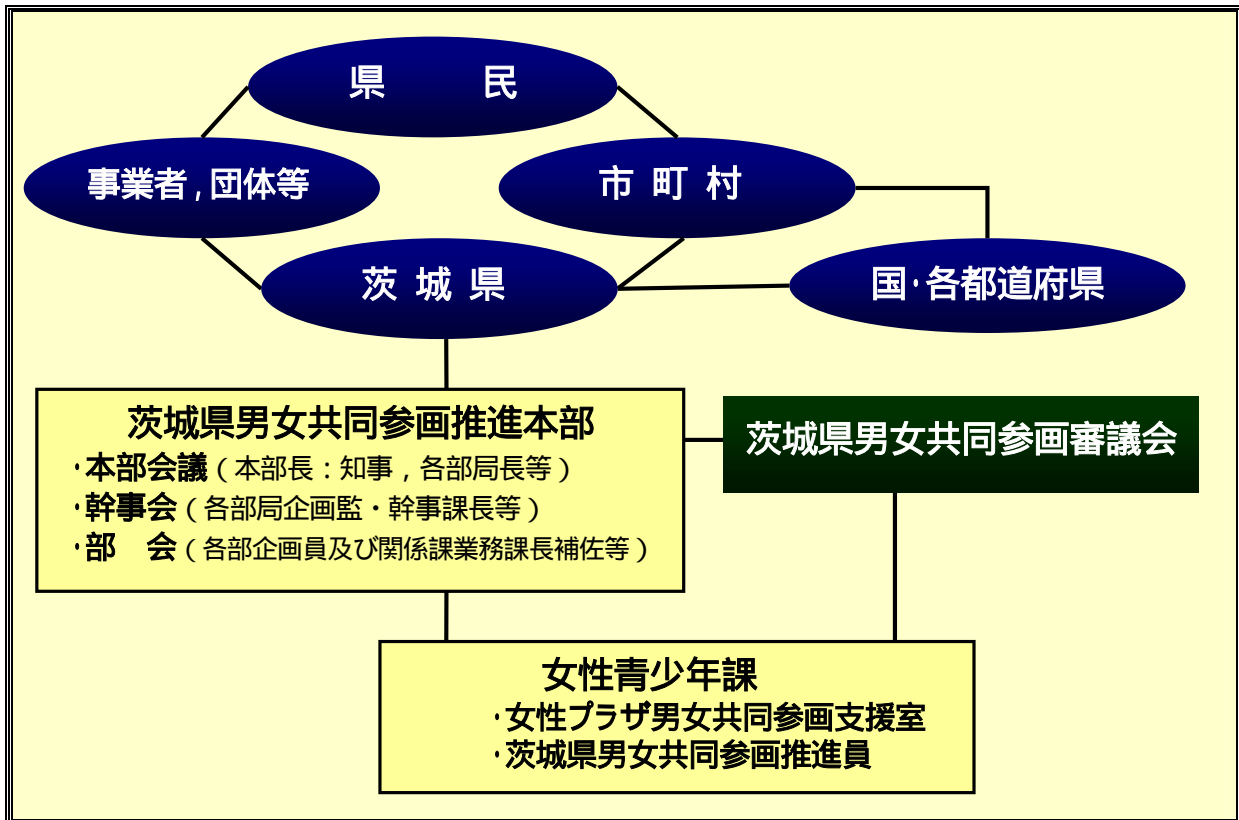 県　　民
事業者，団体等
市 町 村
茨 城 県
国・各都道府県
茨城県男女共同参画推進本部
・本部会議（本部長：知事，各部局長等）
・幹事会（各部局企画監・幹事課長等）
・部　会（各部企画員及び関係課業務課長補佐等）
茨城県男女共同参画審議会
女性青少年課
・女性プラザ男女共同参画支援室
・茨城県男女共同参画推進員